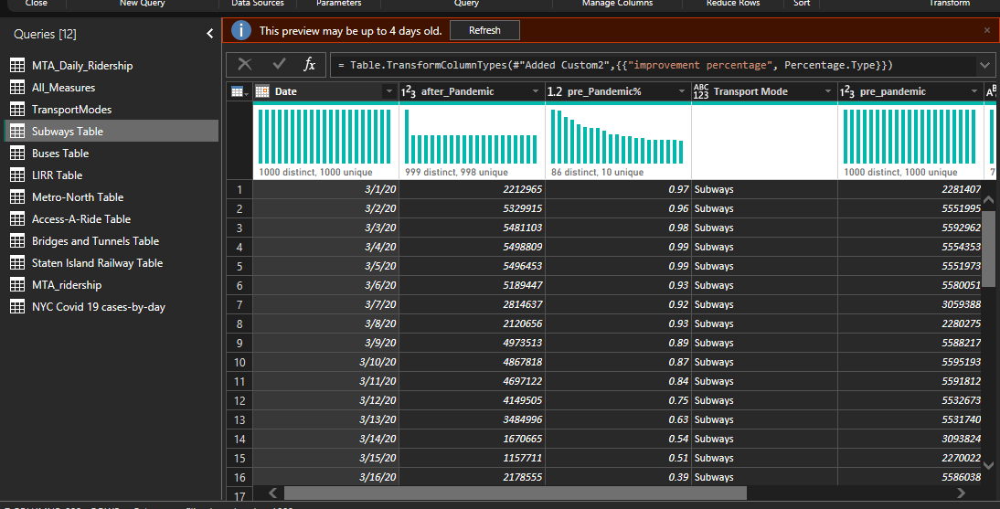 Close New Query Data Sources Parameters Query Manage Columns Reduce Rows Sort Transform
Queries [12]
MTA_Daily_Ridership
All_Measures
TransportModes
Subways Table
Buses Table
LIRR Table
Metro-North Table
Access-A-Ride Table
Bridges and Tunnels Table
Staten Island Railway Table
MTA_ridership
NYC Covid 19 cases-by-day
This preview may be up to 4 days old. Refresh
fx = Table.TransformColumnTypes(#"Added Custom2",{{"improvement percentage", Percentage.Type}})
Date 123 after_Pandemic 1.2 pre_Pandemic% ABC 123 Transport Mode 123 pre_pandemic
1000 distinct, 1000 unique 999 distinct, 998 unique 86 distinct, 10 unique 1000 distinct, 1000 unique 7
1 3/1/20 2212965 0.97 Subways 2281407
2 3/2/20 5329915 0.96 Subways 5551995
3 3/3/20 5481103 0.98 Subways 5592962
4 3/4/20 5498809 0.99 Subways 5554353
5 3/5/20 5496453 0.99 Subways 5551973
6 3/6/20 5189447 0.93 Subways 5580051
7 3/7/20 2814637 0.92 Subways 3059388
8 3/8/20 2120656 0.93 Subways 2280275
9 3/9/20 4973513 0.89 Subways 5588217
10 3/10/20 4867818 0.87 Subways 5595193
11 3/11/20 4697122 0.84 Subways 5591812
12 3/12/20 4149505 0.75 Subways 5532673
13 3/13/20 3484996 0.63 Subways 5531740
14 3/14/20 1670665 0.54 Subways 3093824
15 3/15/20 1157711 0.51 Subways 2270022
16 3/16/20 2178555 0.39 Subways 5586038
17